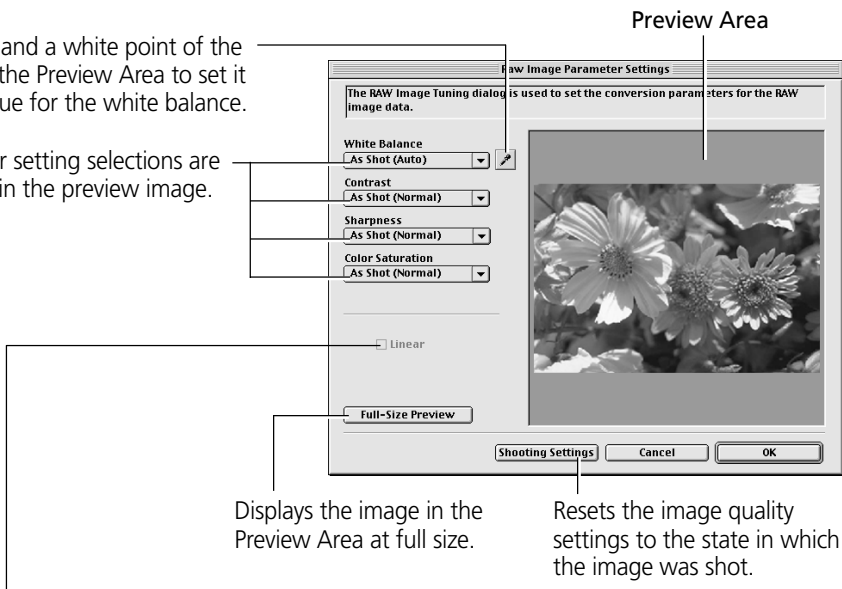 Preview Area
and a white point of the
the Preview Area to set it
ue for the white balance.
r setting selections are
in the preview image.
Raw Image Parameter Settings
The RAW Image Tuning dialog is used to set the conversion parameters for the RAW
image data.
White Balance
As Shot (Auto)
Contrast
As Shot (Normal)
Sharpness
As Shot (Normal)
Color Saturation
As Shot (Normal)
Linear
Full-Size Preview
Shooting Settings
Cancel
OK
Displays the image in the
Preview Area at full size.
Resets the image quality
settings to the state in which
the image was shot.